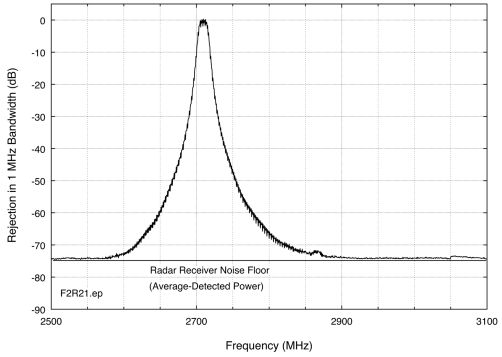 0
-10
-20
-30
-40
-50
-60
-70
-80
-90
Rejection in 1 MHz Bandwidth (dB)
Radar Receiver Noise Floor
(Average-Detected Power)
F2R21.ep
2500 2700 2900 3100
Frequency (MHz)